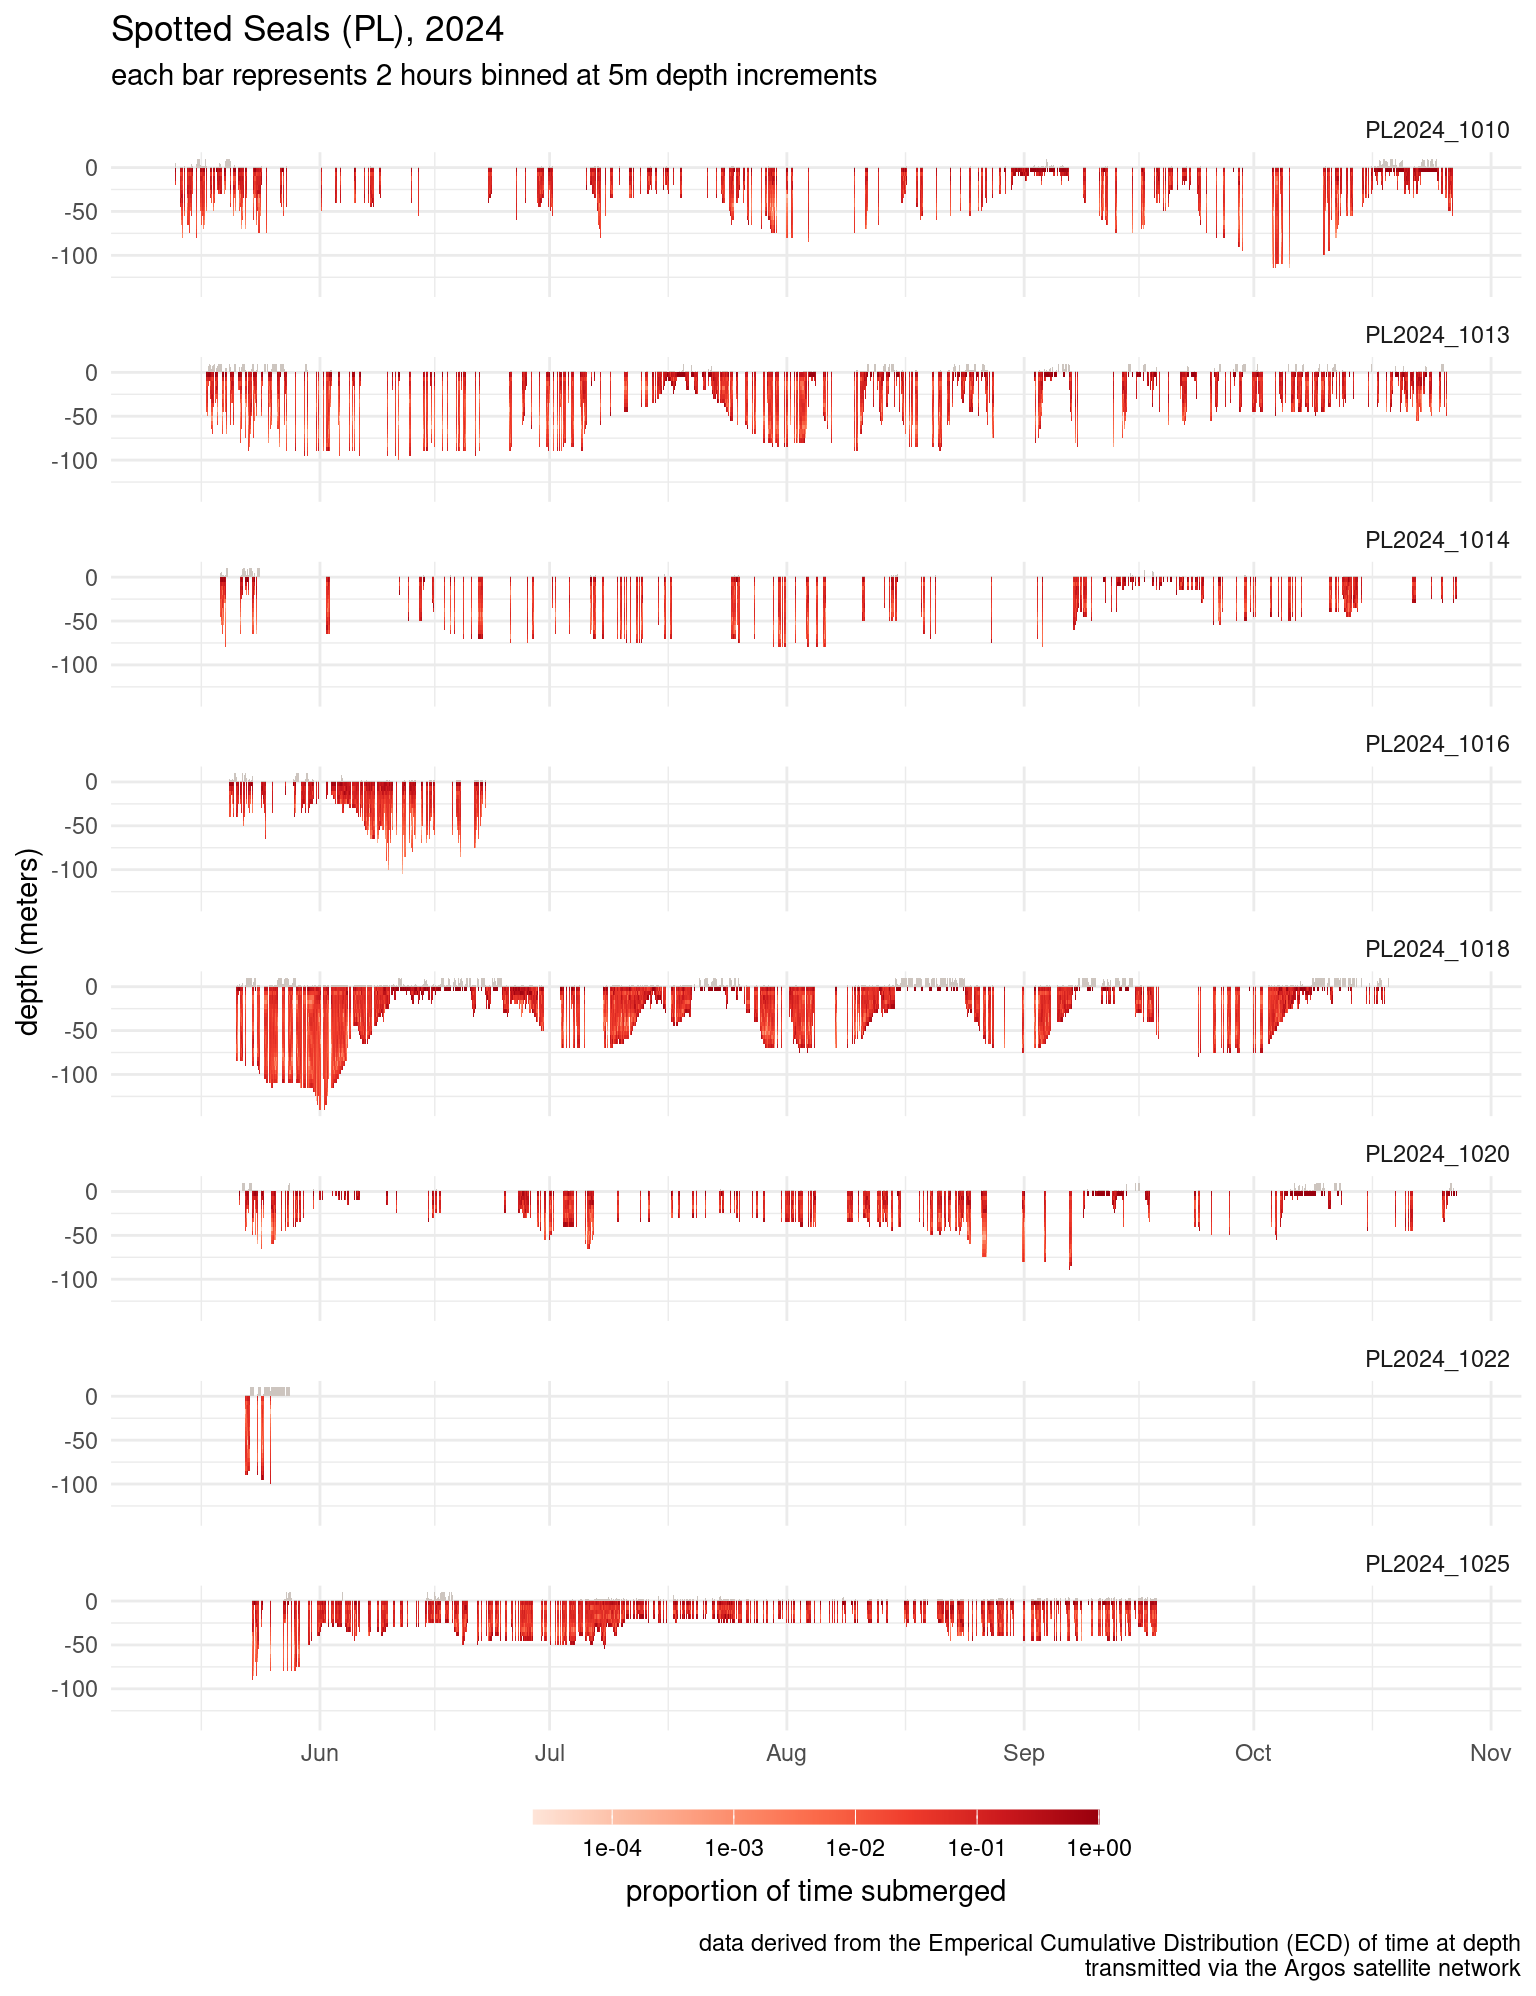 Spotted Seals (PL), 2024
each bar represents 2 hours binned at 5m depth increments
PL2024_1010
0
-50
-100
PL2024_1013
0
-50
-100
PL2024_1014
0
-50
-100
PL2024_1016
0
-50
-100
PL2024_1018
0
-50
-100
PL2024_1020
0
-50
-100
PL2024_1022
0
-50
-100
PL2024_1025
0
-50
-100
depth (meters)
Jun Jul Aug Sep Oct Nov
1e-04 1e-03 1e-02 1e-01 1e+00
proportion of time submerged
data derived from the Emperical Cumulative Distribution (ECD) of time at depth
transmitted via the Argos satellite network